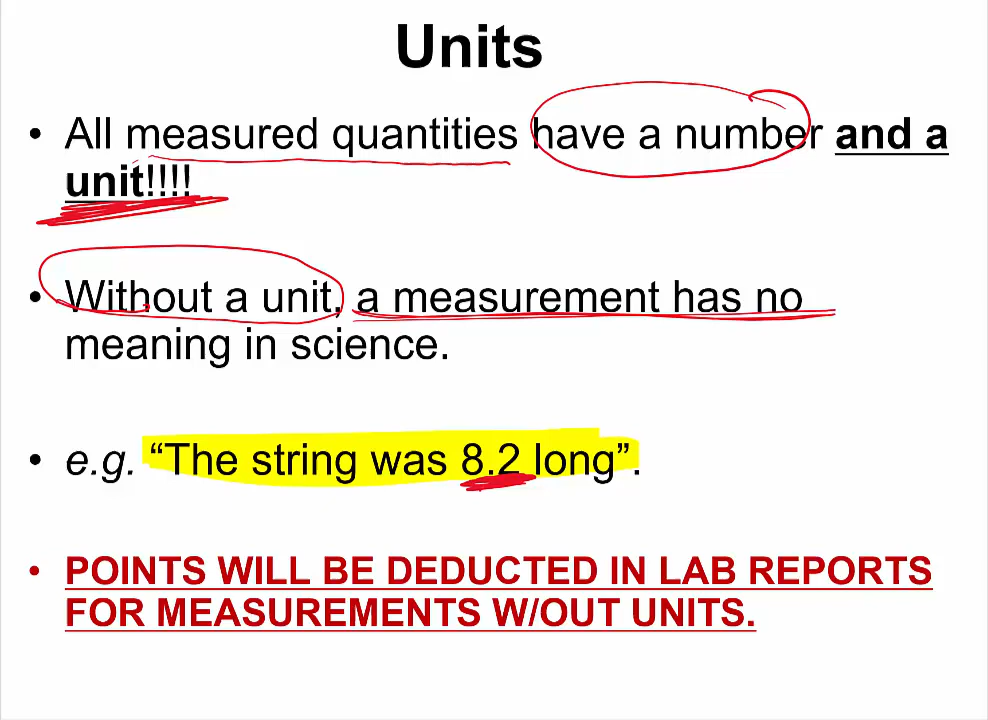 Units
• All measured quantities have a number and a
unit!!!!
• Without a unit, a measurement has no
meaning in science.
• e.g. “The string was 8.2 long”.
• POINTS WILL BE DEDUCTED IN LAB REPORTS
FOR MEASUREMENTS W/OUT UNITS.